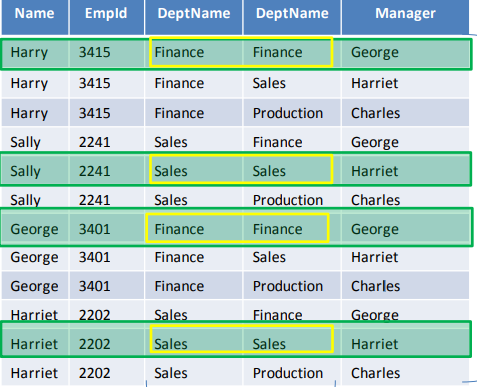 Name EmpId DeptName DeptName Manager
Harry 3415 Finance Finance George
Harry 3415 Finance Sales Harriet
Harry 3415 Finance Production Charles
Sally 2241 Sales Finance George
Sally 2241 Sales Sales Harriet
Sally 2241 Sales Production Charles
George 3401 Finance Finance George
George 3401 Finance Sales Harriet
George 3401 Finance Production Charles
Harriet 2202 Sales Finance George
Harriet 2202 Sales Sales Harriet
Harriet 2202 Sales Production Charles